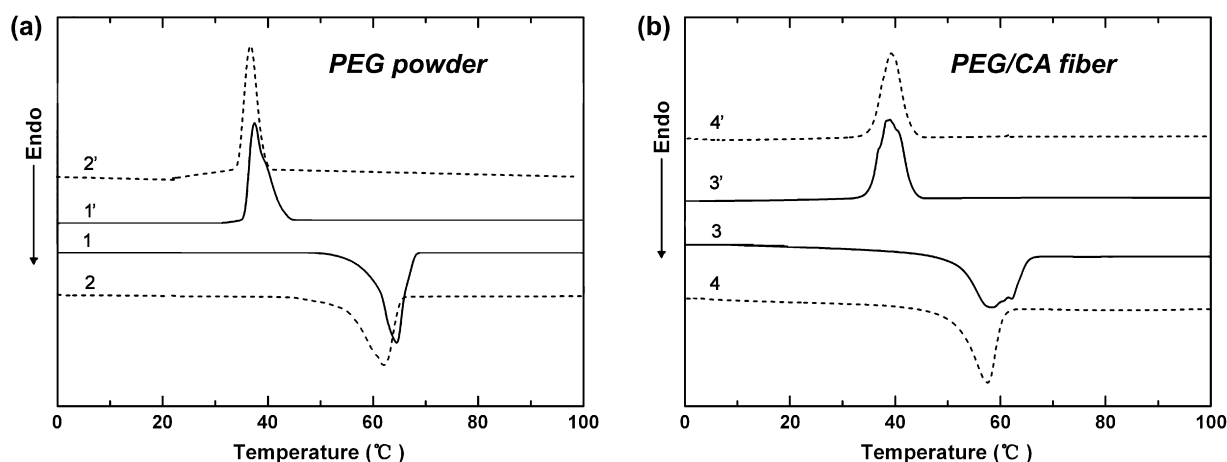 (a)
PEG powder
Endo
2’
1’
1
2
0 20 40 60 80 100
Temperature (℃)
(b)
PEG/CA fiber
Endo
4’
3’
3
4
0 20 40 60 80 100
Temperature (℃)